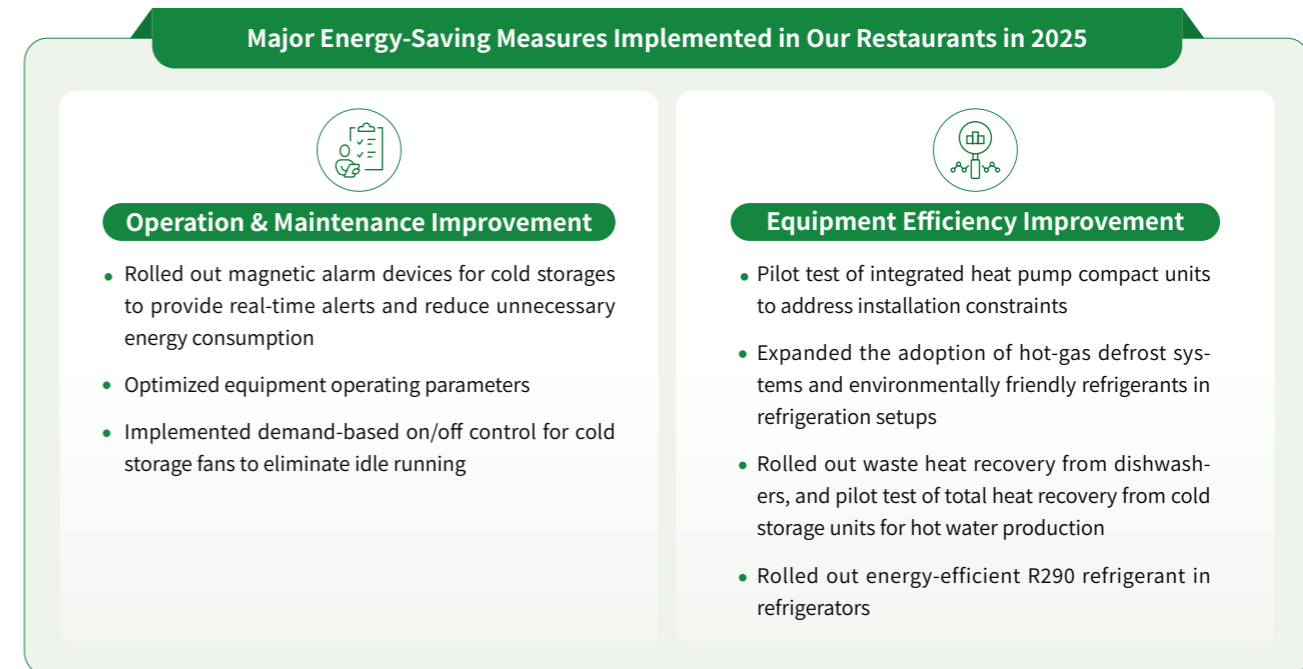 Major Energy-Saving Measures Implemented in Our Restaurants in 2025
Operation & Maintenance Improvement
• Rolled out magnetic alarm devices for cold storages
to provide real-time alerts and reduce unnecessary
energy consumption
• Optimized equipment operating parameters
• Implemented demand-based on/off control for cold
storage fans to eliminate idle running
Equipment Efficiency Improvement
• Pilot test of integrated heat pump compact units
to address installation constraints
• Expanded the adoption of hot-gas defrost sys-
tems and environmentally friendly refrigerants in
refrigeration setups
• Rolled out waste heat recovery from dishwash-
ers, and pilot test of total heat recovery from cold
storage units for hot water production
• Rolled out energy-efficient R290 refrigerant in
refrigerators